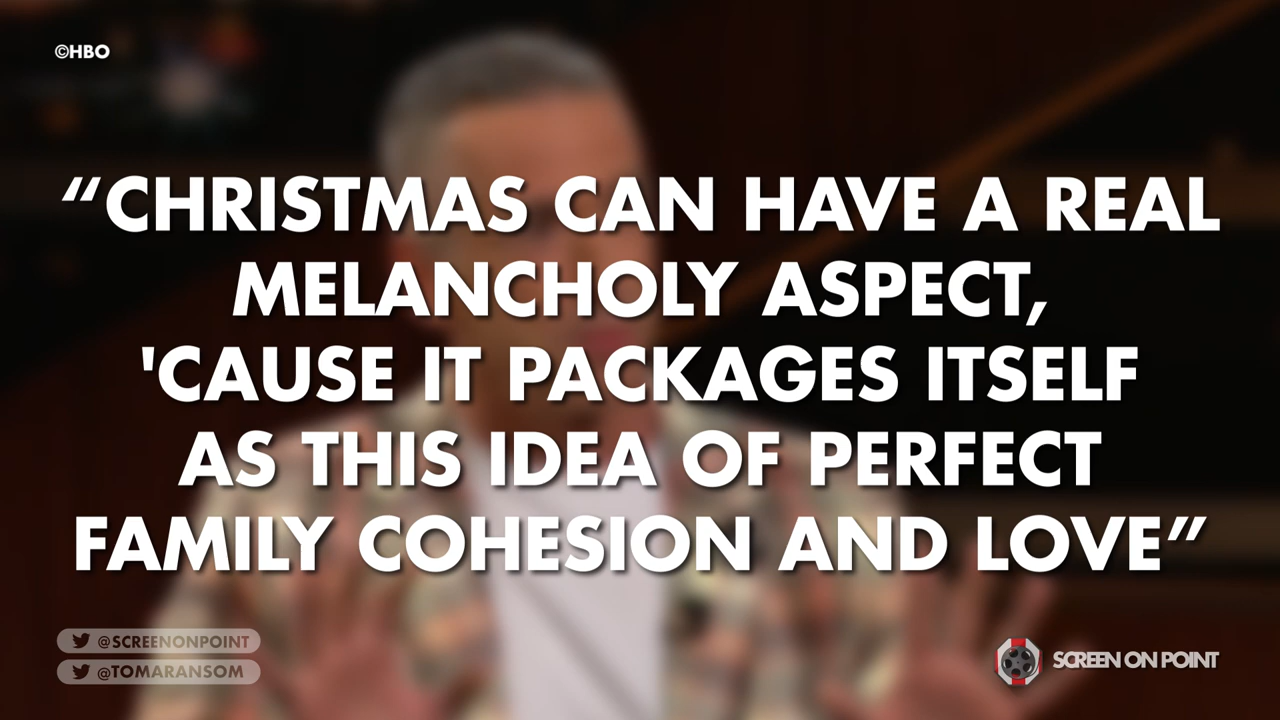 ©HBO
“CHRISTMAS CAN HAVE A REAL
MELANCHOLY ASPECT,
'CAUSE IT PACKAGES ITSELF
AS THIS IDEA OF PERFECT
FAMILY COHESION AND LOVE”
@SCREENONPOINT
@TOMARANSOM
SCREEN ON POINT